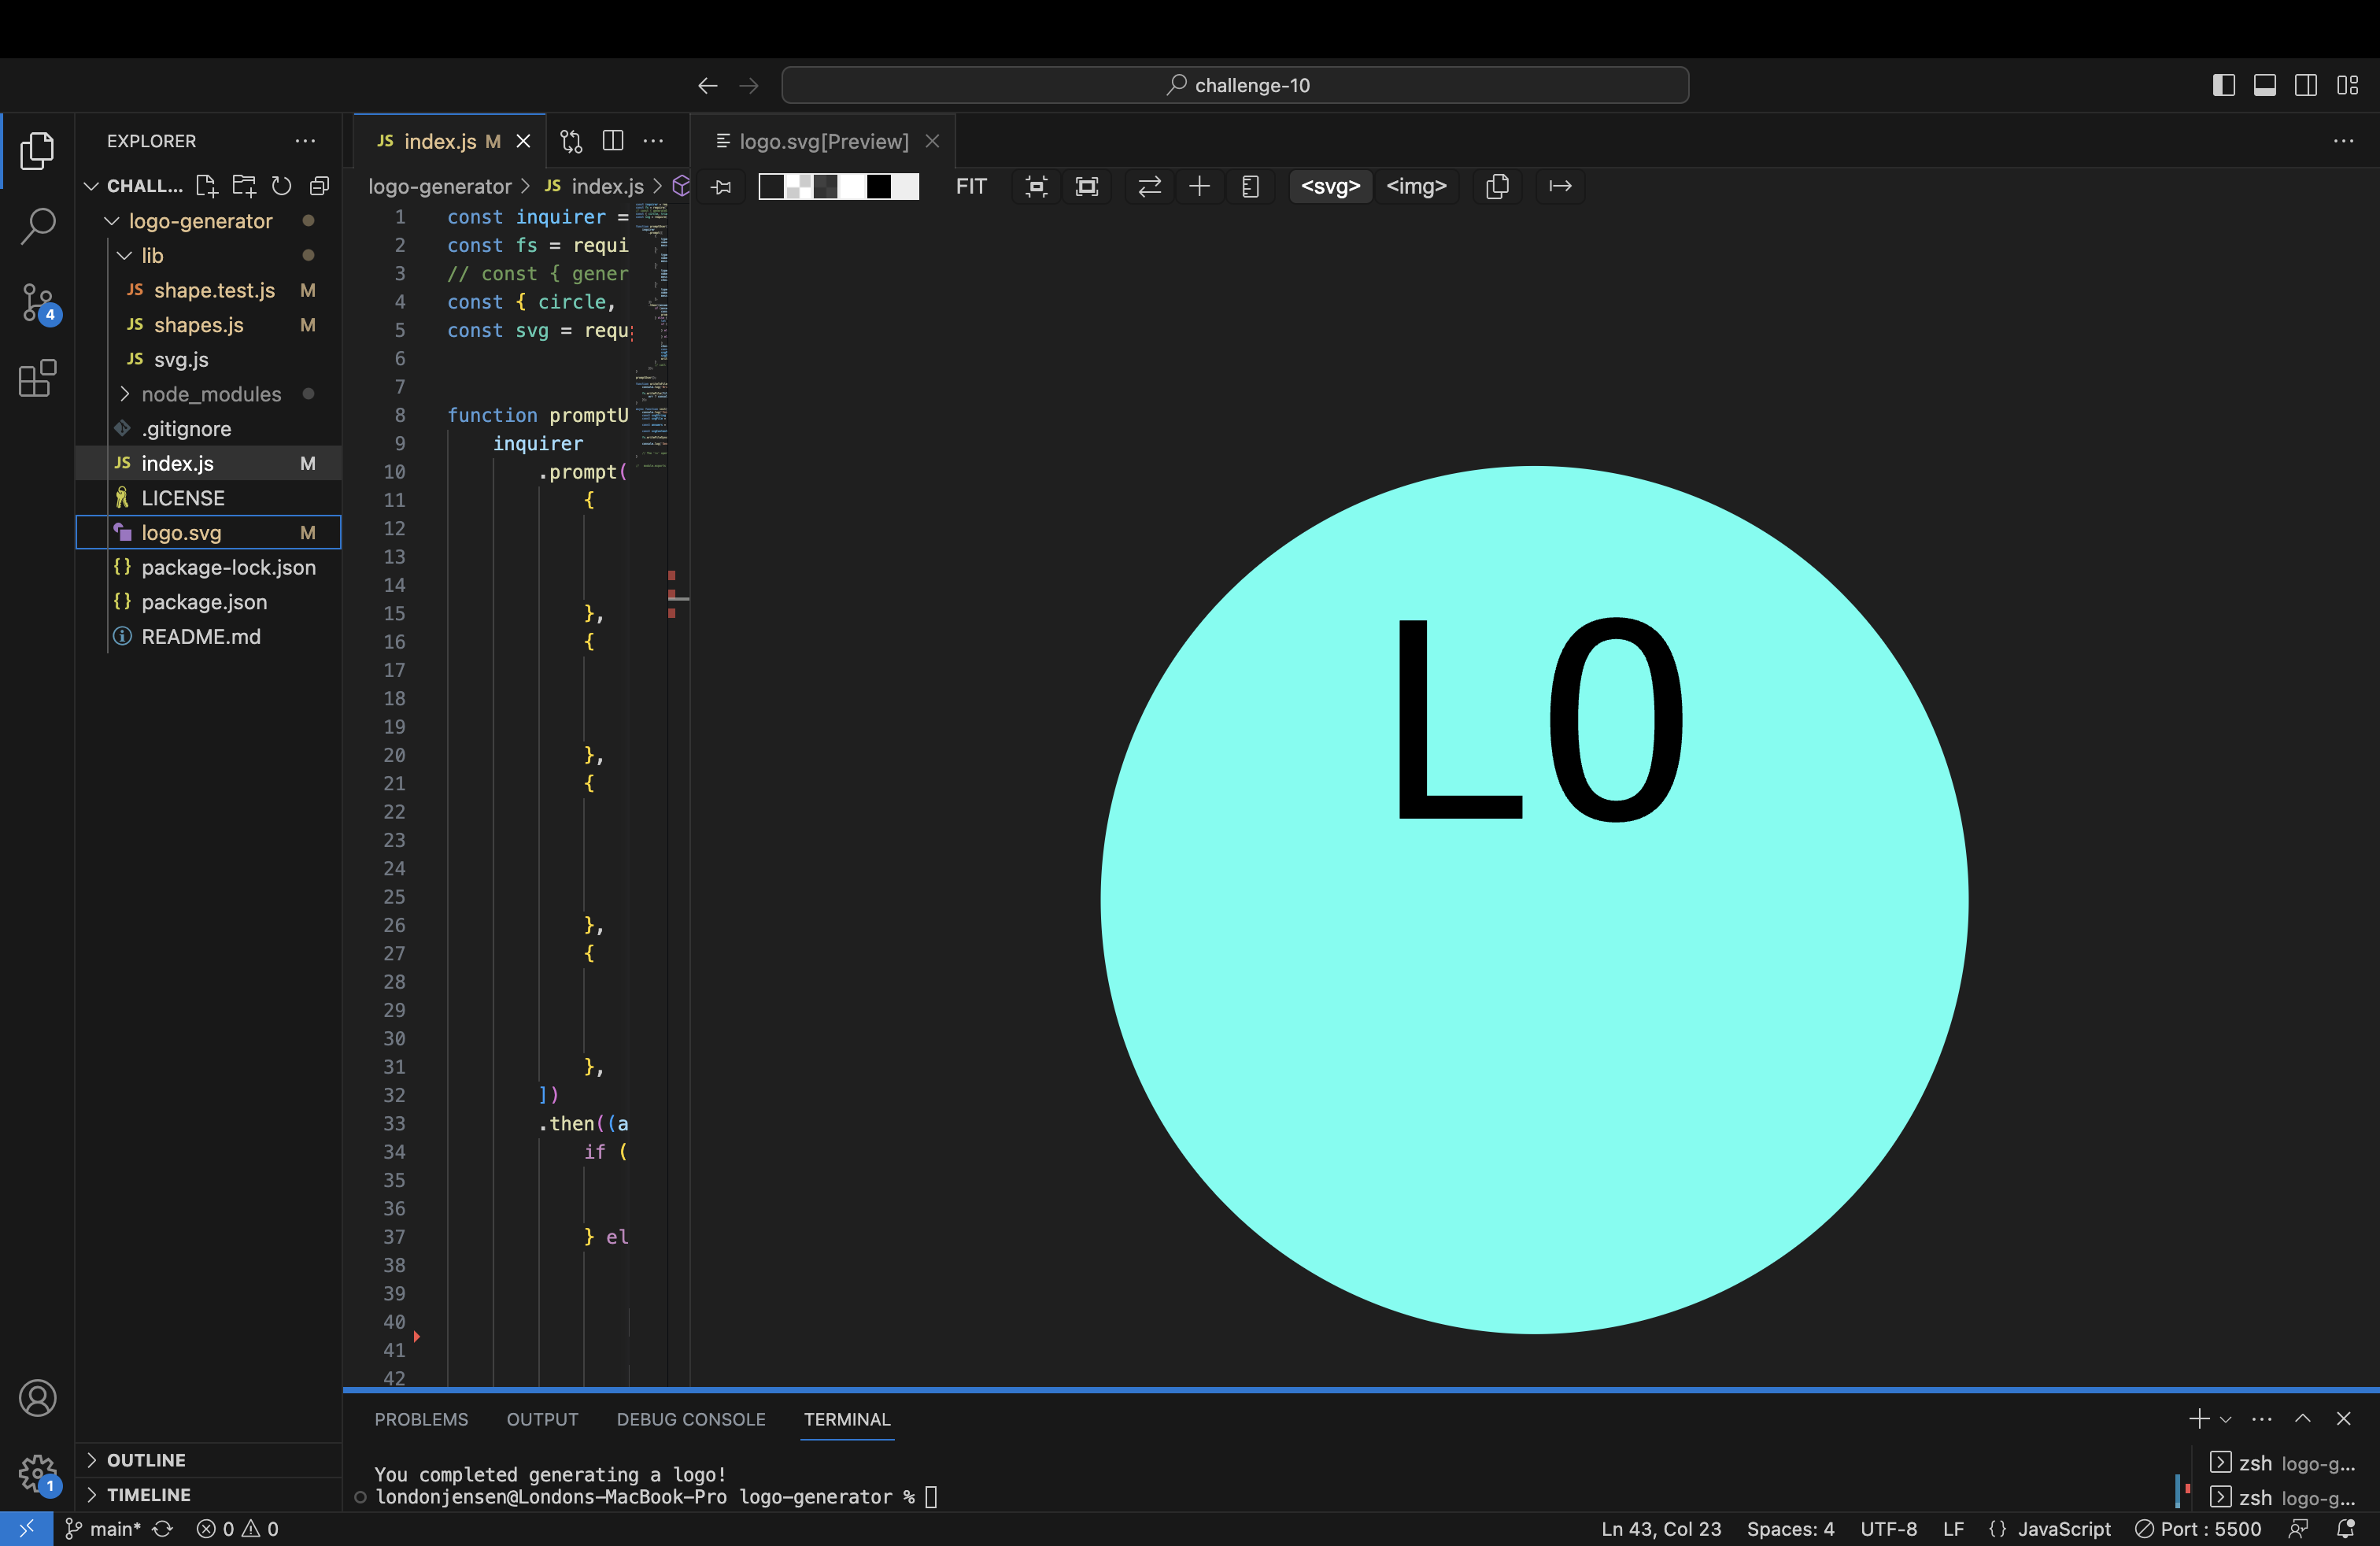 challenge-10
EXPLORER
CHALL...
logo-generator
lib
JS shape.test.js M
JS shapes.js M
JS svg.js
node_modules
.gitignore
JS index.js M
LICENSE
logo.svg M
{} package-lock.json
{} package.json
README.md
OUTLINE
TIMELINE
4
1
JS index.js M
logo-generator > JS index.js >
1 const inquirer =
2 const fs = requi
3 // const { gener
4 const { circle,
5 const svg = requ
6
7
8 function promptU
9 inquirer
10 .prompt(
11 {
12
13
14
15 },
16 {
17
18
19
20 },
21 {
22
23
24
25
26 },
27 {
28
29
30
31 },
32 ])
33 .then((a
34 if (
35
36
37 } el
38
39
40
41
42
logo.svg[Preview]
FIT
<svg> <img>
LO
PROBLEMS OUTPUT DEBUG CONSOLE TERMINAL
You completed generating a logo!
londonjensen@Londons-MacBook-Pro logo-generator %
zsh logo-g...
zsh logo-g...
main* 0 0
Ln 43, Col 23 Spaces: 4 UTF-8 LF {} JavaScript Port : 5500